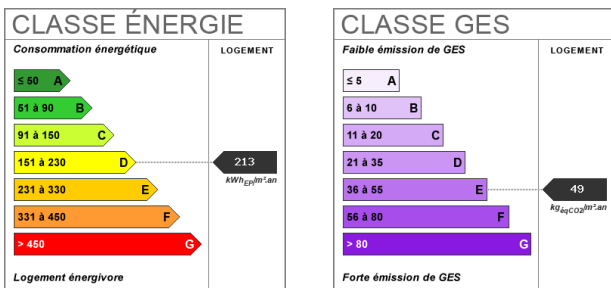 CLASSE ÉNERGIE
Consommation énergétique
LOGEMENT
≤ 50 A
51 à 90 B
91 à 150 C
151 à 230 D
213
kWhEP/m².an
231 à 330 E
331 à 450 F
> 450 G
Logement énergivore
CLASSE GES
Faible émission de GES
LOGEMENT
≤ 5 A
6 à 10 B
11 à 20 C
21 à 35 D
36 à 55 E
49
kgéqCO2/m².an
56 à 80 F
> 80 G
Forte émission de GES